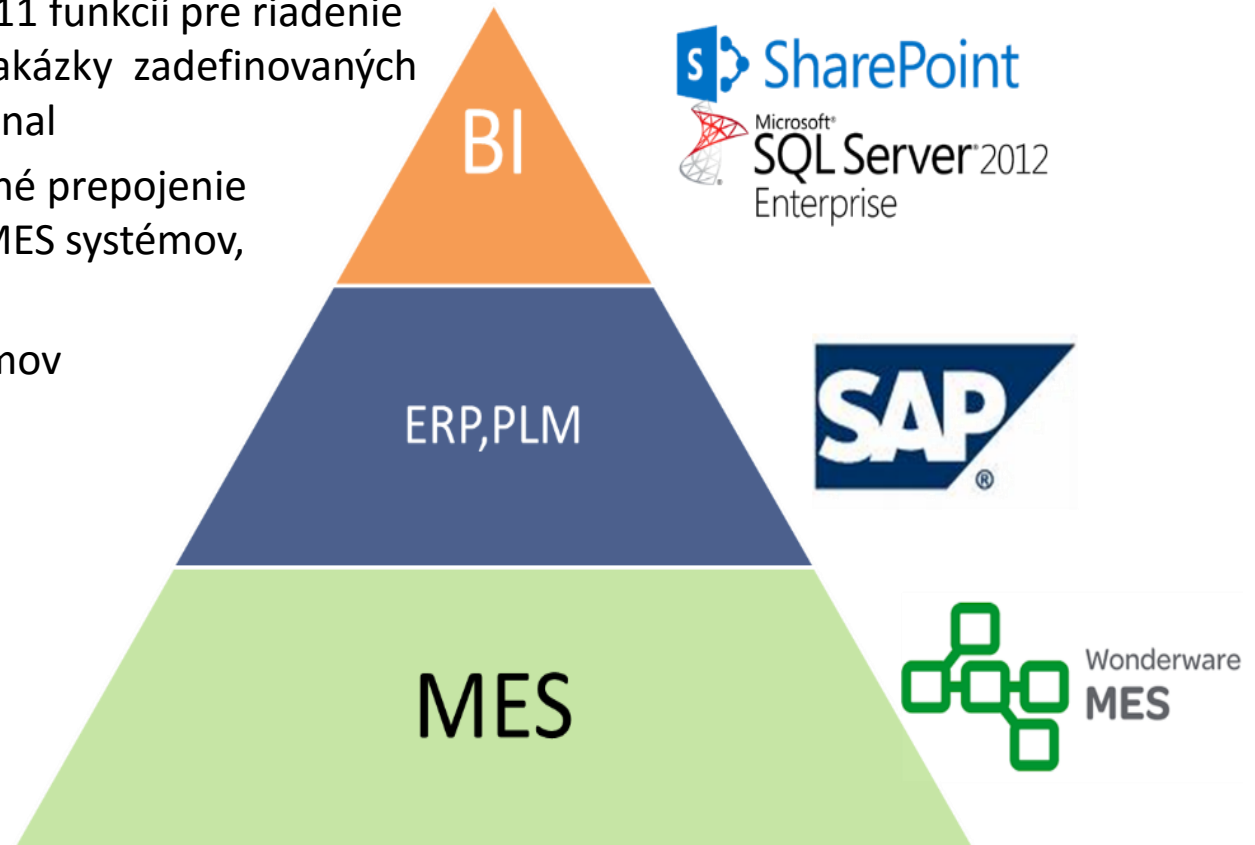 11 funkcií pre riadenie
akázky zadefinovaných
nal
né prepojenie
MES systémov,
mov
BI
S SharePoint
Microsoft®
SQL Server® 2012
Enterprise
ERP,PLM
SAP
®
MES
Wonderware
MES